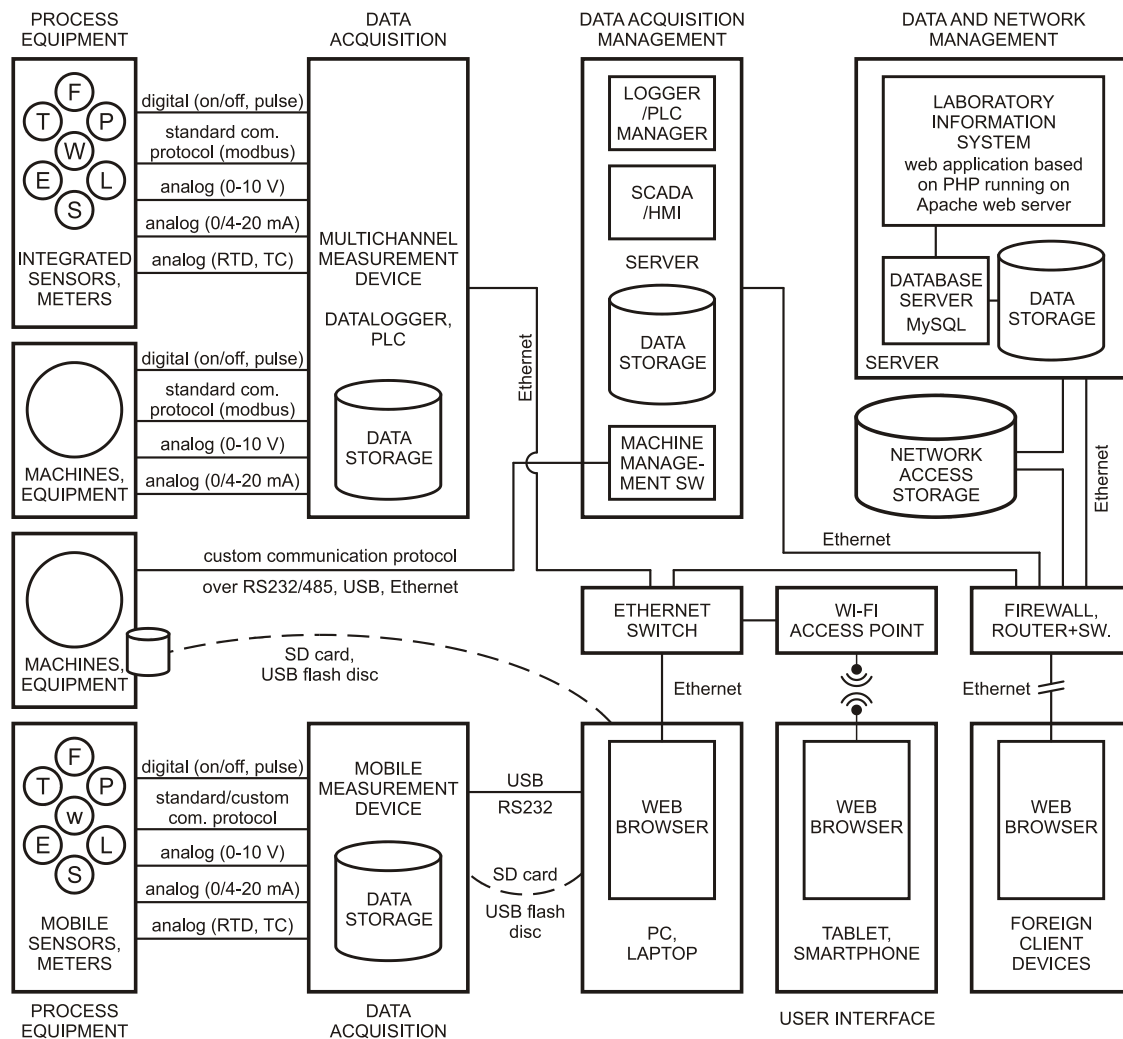 PROCESS
EQUIPMENT
DATA
ACQUISITION
DATA ACQUISITION
MANAGEMENT
DATA AND NETWORK
MANAGEMENT
F
T
P
W
E
L
S
INTEGRATED
SENSORS,
METERS
digital (on/off, pulse)
standard com.
protocol (modbus)
analog (0-10 V)
analog (0/4-20 mA)
analog (RTD, TC)
MULTICHANNEL
MEASUREMENT
DEVICE
DATALOGGER,
PLC
DATA
STORAGE
Ethernet
LOGGER
/PLC
MANAGER
SCADA
/HMI
SERVER
DATA
STORAGE
MACHINE
MANAGE-
MENT SW
LABORATORY
INFORMATION
SYSTEM
web application based
on PHP running on
Apache web server
DATABASE
SERVER
MySQL
DATA
STORAGE
SERVER
NETWORK
ACCESS
STORAGE
Ethernet
Ethernet
MACHINES,
EQUIPMENT
digital (on/off, pulse)
standard com.
protocol (modbus)
analog (0-10 V)
analog (0/4-20 mA)
MACHINES,
EQUIPMENT
custom communication protocol
over RS232/485, USB, Ethernet
SD card,
USB flash disc
ETHERNET
SWITCH
WI-FI
ACCESS POINT
FIREWALL,
ROUTER+SW.
Ethernet
Ethernet
F
T
P
w
E
L
S
MOBILE
SENSORS,
METERS
digital (on/off, pulse)
standard/custom
com. protocol
analog (0-10 V)
analog (0/4-20 mA)
analog (RTD, TC)
MOBILE
MEASUREMENT
DEVICE
DATA
STORAGE
USB
RS232
SD card
USB flash
disc
WEB
BROWSER
PC,
LAPTOP
WEB
BROWSER
TABLET,
SMARTPHONE
WEB
BROWSER
FOREIGN
CLIENT
DEVICES
PROCESS
EQUIPMENT
DATA
ACQUISITION
USER INTERFACE